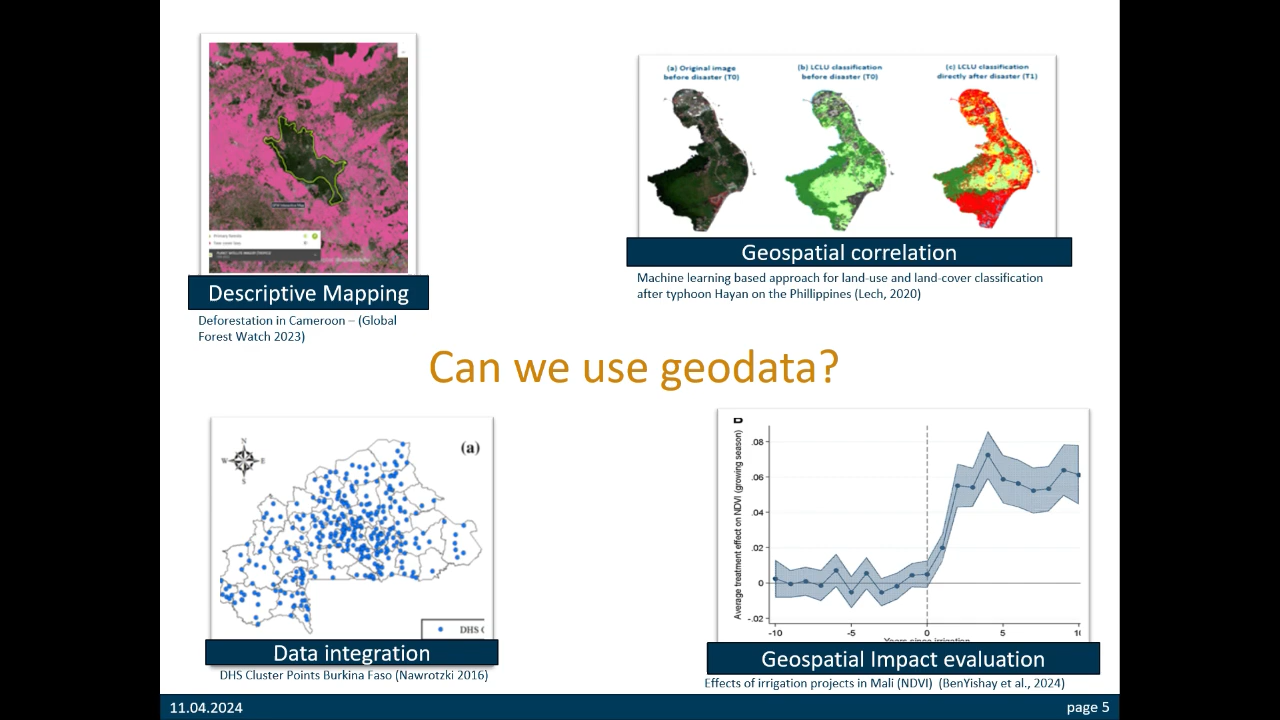 (a) Original image
before disaster (T0)
(b) LCLU classification
before disaster (T0)
(c) LCLU classification
directly after disaster (T1)
Geospatial correlation
Machine learning based approach for land-use and land-cover classification
after typhoon Hayan on the Phillippines (Lech, 2020)
Descriptive Mapping
Deforestation in Cameroon – (Global
Forest Watch 2023)
Can we use geodata?
(a)
N
W E
S
DHS
Data integration
DHS Cluster Points Burkina Faso (Nawrotzki 2016)
Average treatment effect on NDVI (growing season)
.08
.06
.04
.02
0
-.02
-10 -5 0 5
Years since irrigation
Geospatial Impact evaluation
Effects of irrigation projects in Mali (NDVI) (BenYishay et al., 2024)
11.04.2024
page 5